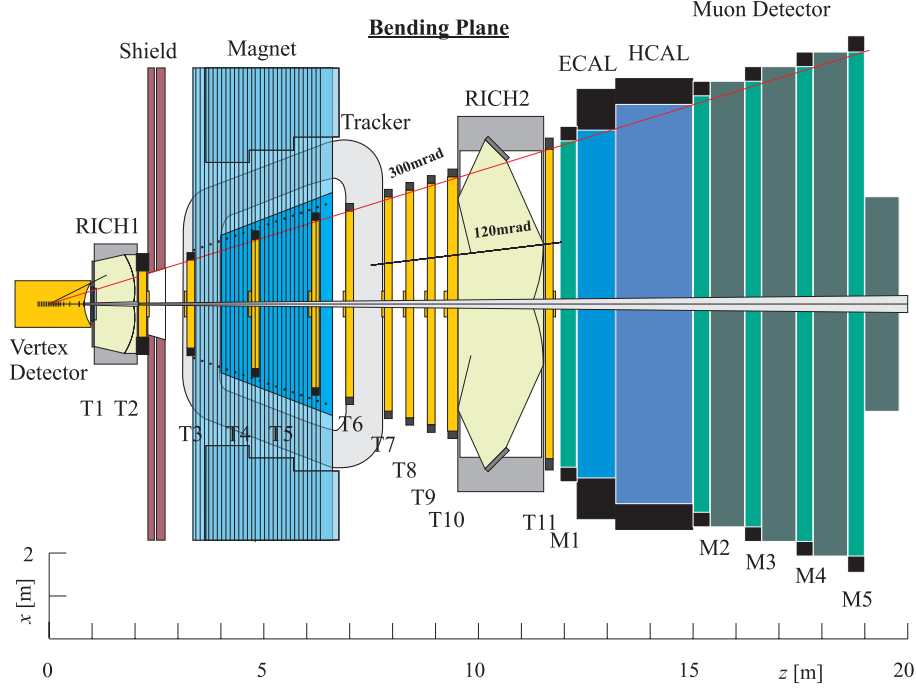 Muon Detector
Bending Plane
Shield
Magnet
ECAL
HCAL
RICH2
Tracker
300mrad
RICH1
120mrad
Vertex
Detector
T1
T2
T3
T4
T5
T6
T7
T8
T9
T10
T11
M1
M2
M3
M4
M5
2
x [m]
0
5
10
15
z [m]
20